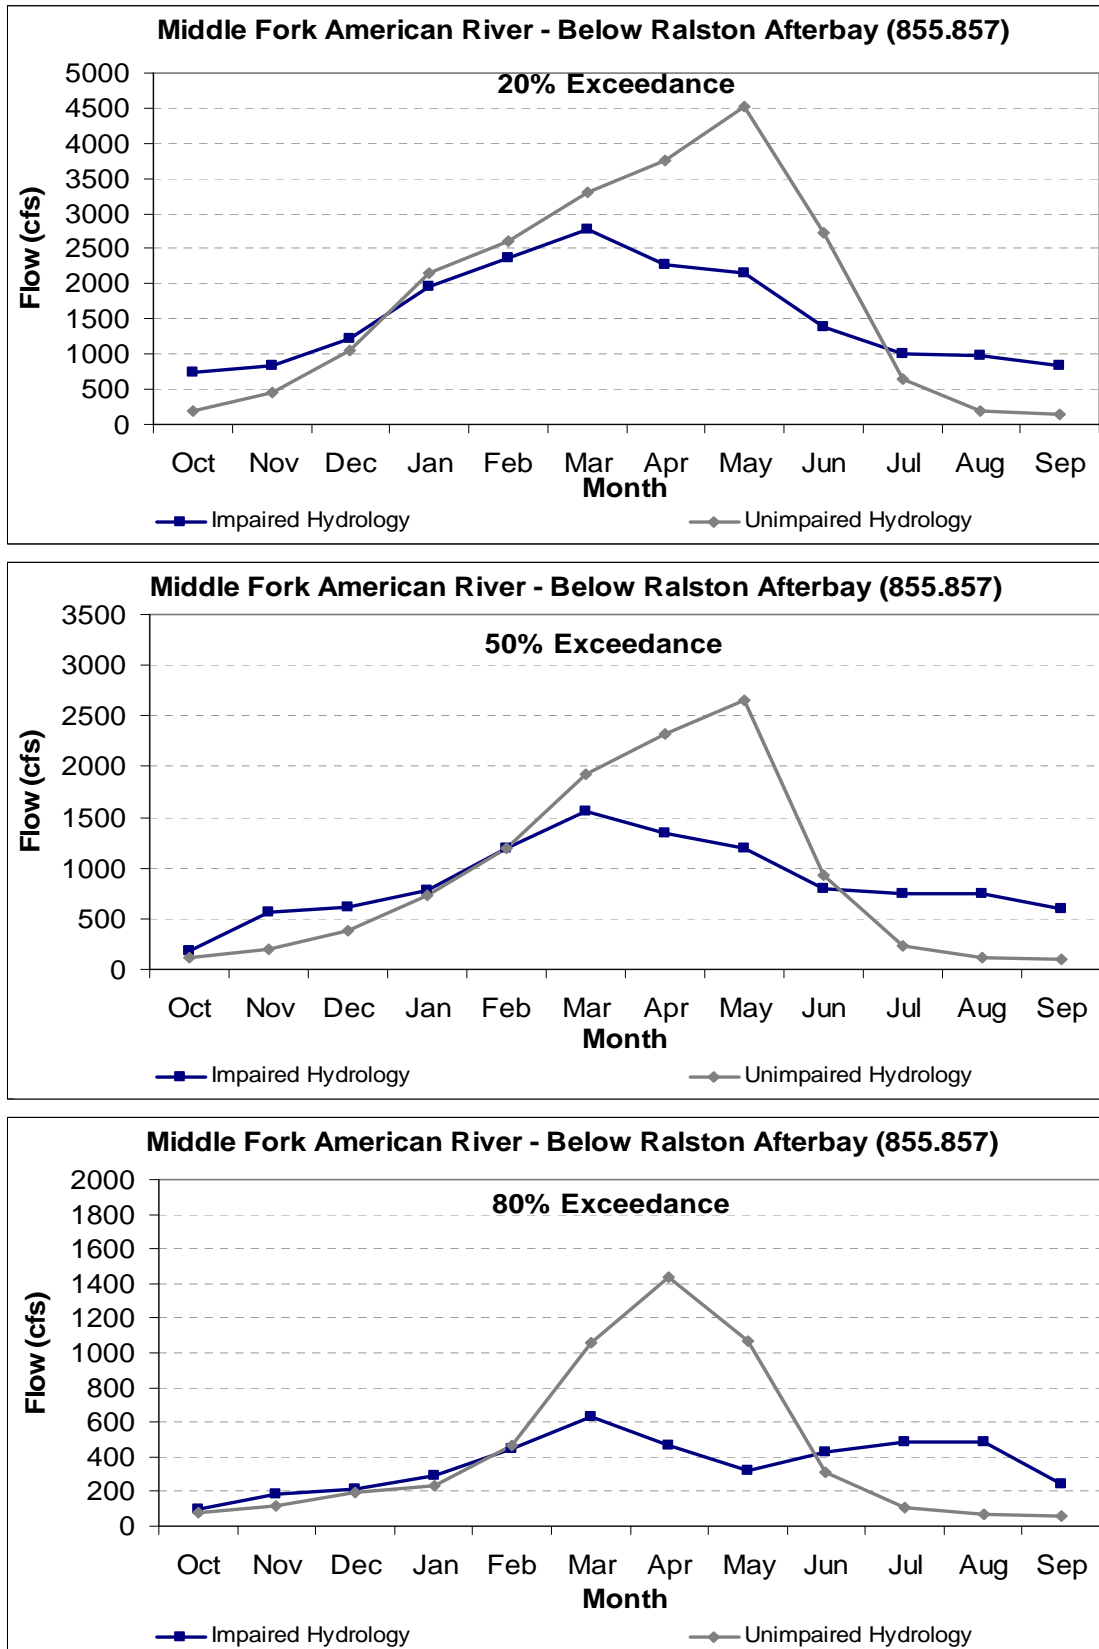 Middle Fork American River - Below Ralston Afterbay (855.857)
20% Exceedance
5000
4500
4000
3500
3000
2500
2000
1500
1000
500
0
Flow (cfs)
Oct Nov Dec Jan Feb Mar Apr May Jun Jul Aug Sep
Month
Impaired Hydrology Unimpaired Hydrology
Middle Fork American River - Below Ralston Afterbay (855.857)
50% Exceedance
3500
3000
2500
2000
1500
1000
500
0
Flow (cfs)
Oct Nov Dec Jan Feb Mar Apr May Jun Jul Aug Sep
Month
Impaired Hydrology Unimpaired Hydrology
Middle Fork American River - Below Ralston Afterbay (855.857)
80% Exceedance
2000
1800
1600
1400
1200
1000
800
600
400
200
0
Flow (cfs)
Oct Nov Dec Jan Feb Mar Apr May Jun Jul Aug Sep
Month
Impaired Hydrology Unimpaired Hydrology